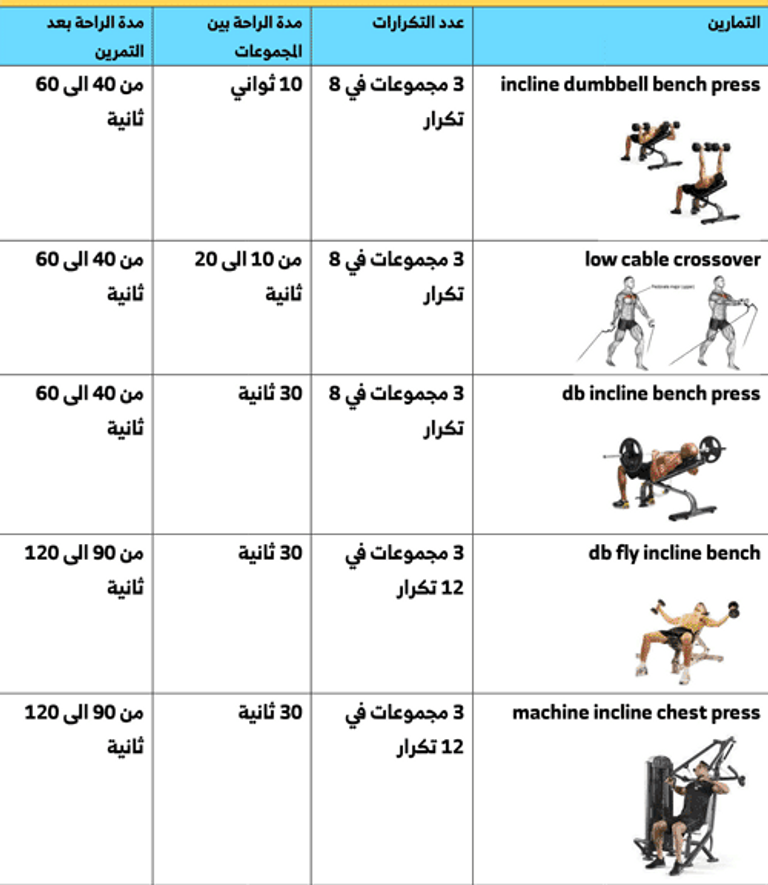 التمارين
عدد التكرارات
مدة الراحة بين
المجموعات
مدة الراحة بعد
التمرين
incline dumbbell bench press
3 مجموعات في 8
تكرار
10 ثواني
من 40 الى 60
ثانية
low cable crossover
3 مجموعات في 8
تكرار
من 10 الى 20
ثانية
من 40 الى 60
ثانية
db incline bench press
3 مجموعات في 8
تكرار
30 ثانية
من 40 الى 60
ثانية
db fly incline bench
3 مجموعات في
12 تكرار
30 ثانية
من 90 الى 120
ثانية
machine incline chest press
3 مجموعات في
12 تكرار
30 ثانية
من 90 الى 120
ثانية